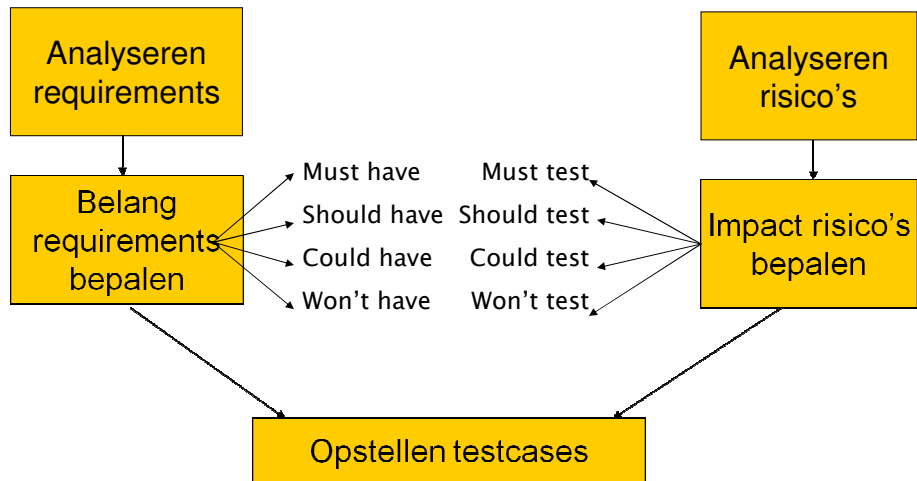 Analyseren
requirements
Analyseren
risico's
Must have
Should have
Could have
Won't have
Must test
Should test
Could test
Won't test
Belang
requirements
bepalen
Impact risico's
bepalen
Opstellen testcases